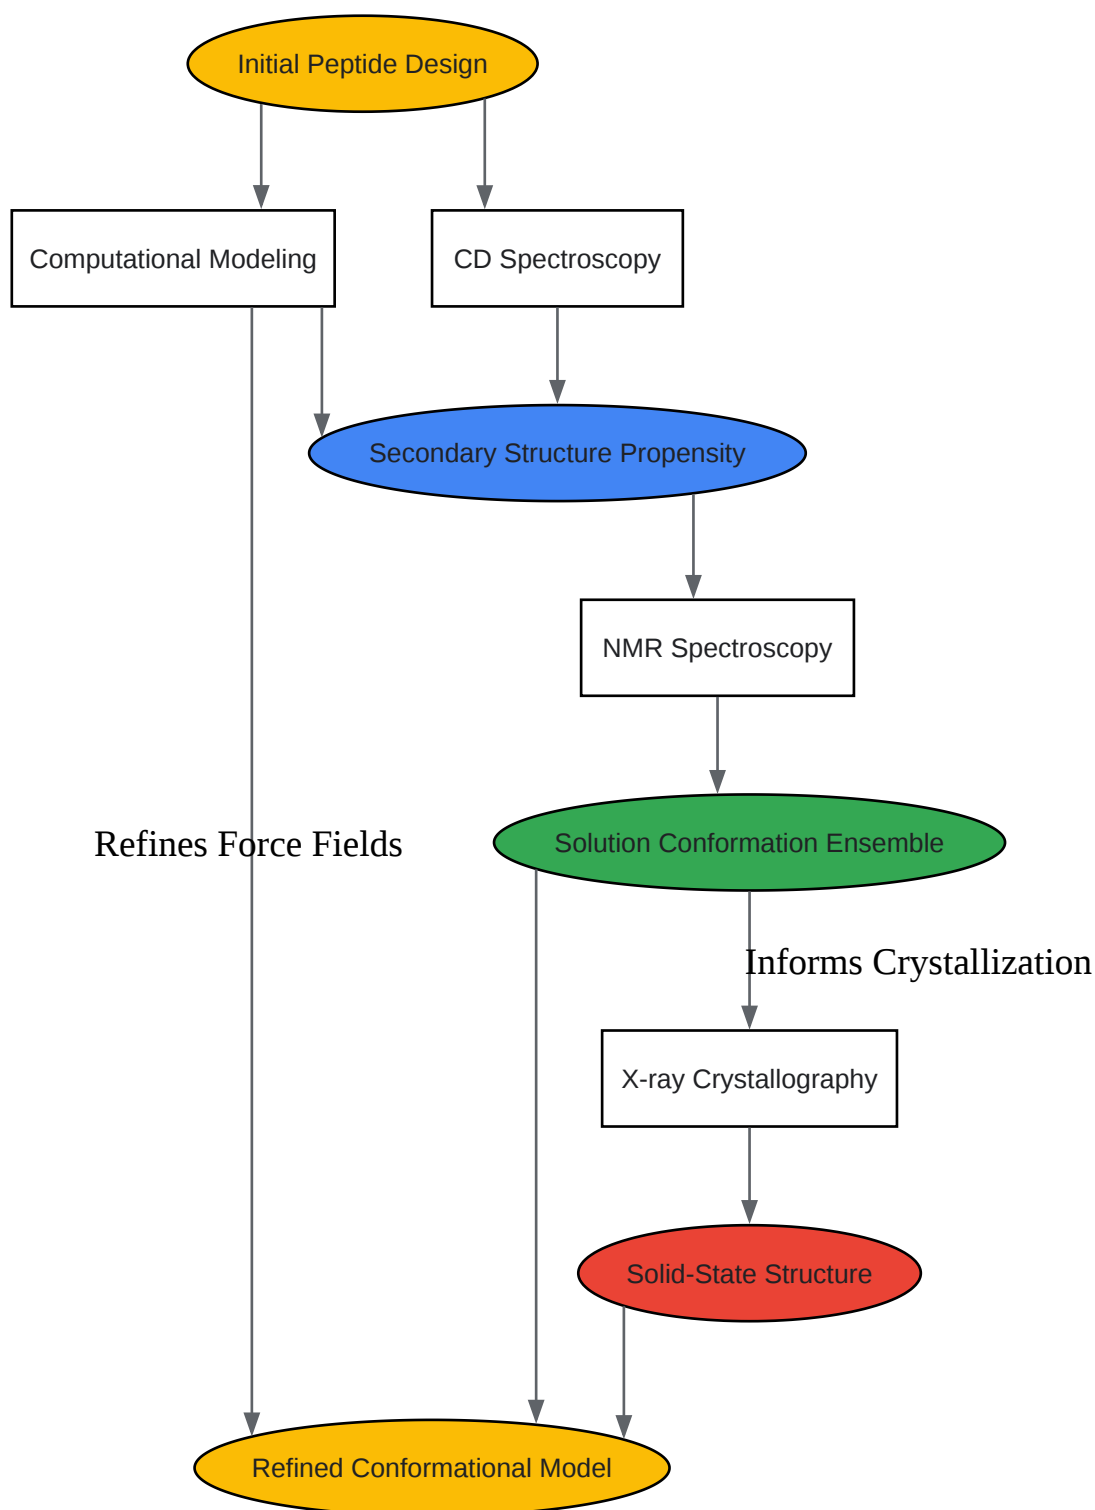 Initial Peptide Design
Computational Modeling
CD Spectroscopy
Secondary Structure Propensity
NMR Spectroscopy
Refines Force Fields
Solution Conformation Ensemble
Informs Crystallization
X-ray Crystallography
Solid-State Structure
Refined Conformational Model